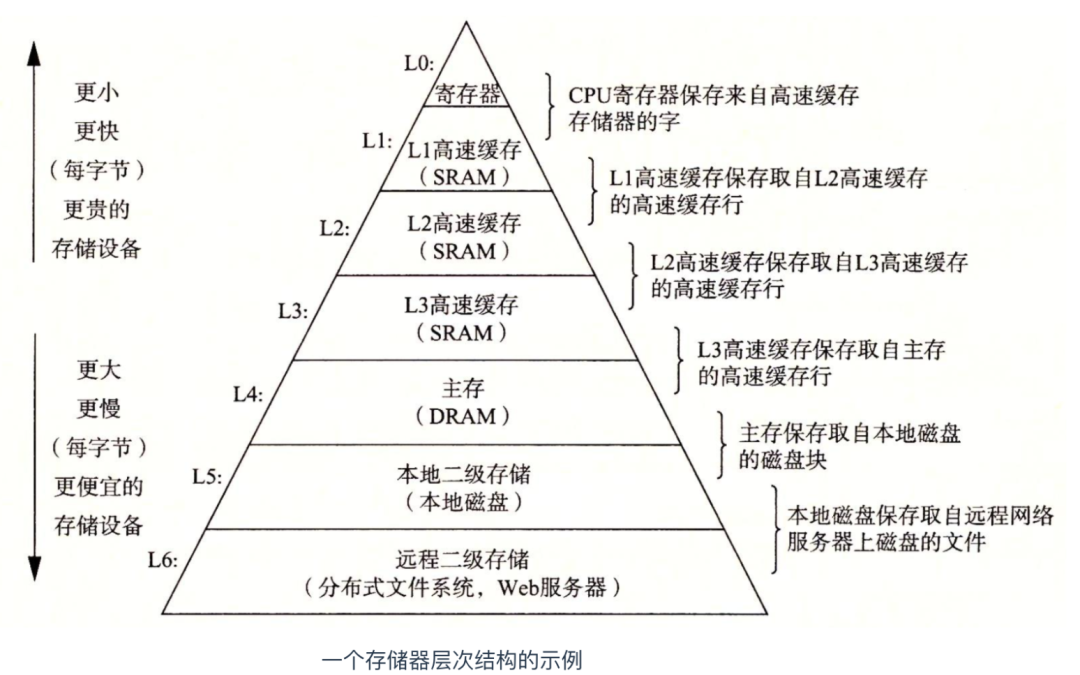 L0:
寄存器
CPU寄存器保存来自高速缓存
存储器的字
更小
更快
（每字节）
更贵的
存储设备
L1:
L1高速缓存
（SRAM）
L1高速缓存保存取自L2高速缓存
的高速缓存行
L2:
L2高速缓存
（SRAM）
L2高速缓存保存取自L3高速缓存
的高速缓存行
L3:
L3高速缓存
（SRAM）
L3高速缓存保存取自主存
的高速缓存行
更大
更慢
（每字节）
更便宜的
存储设备
L4:
主存
（DRAM）
主存保存取自本地磁盘
的磁盘块
L5:
本地二级存储
（本地磁盘）
本地磁盘保存取自远程网络
服务器上磁盘的文件
L6:
远程二级存储
（分布式文件系统，Web服务器）
一个存储器层次结构的示例